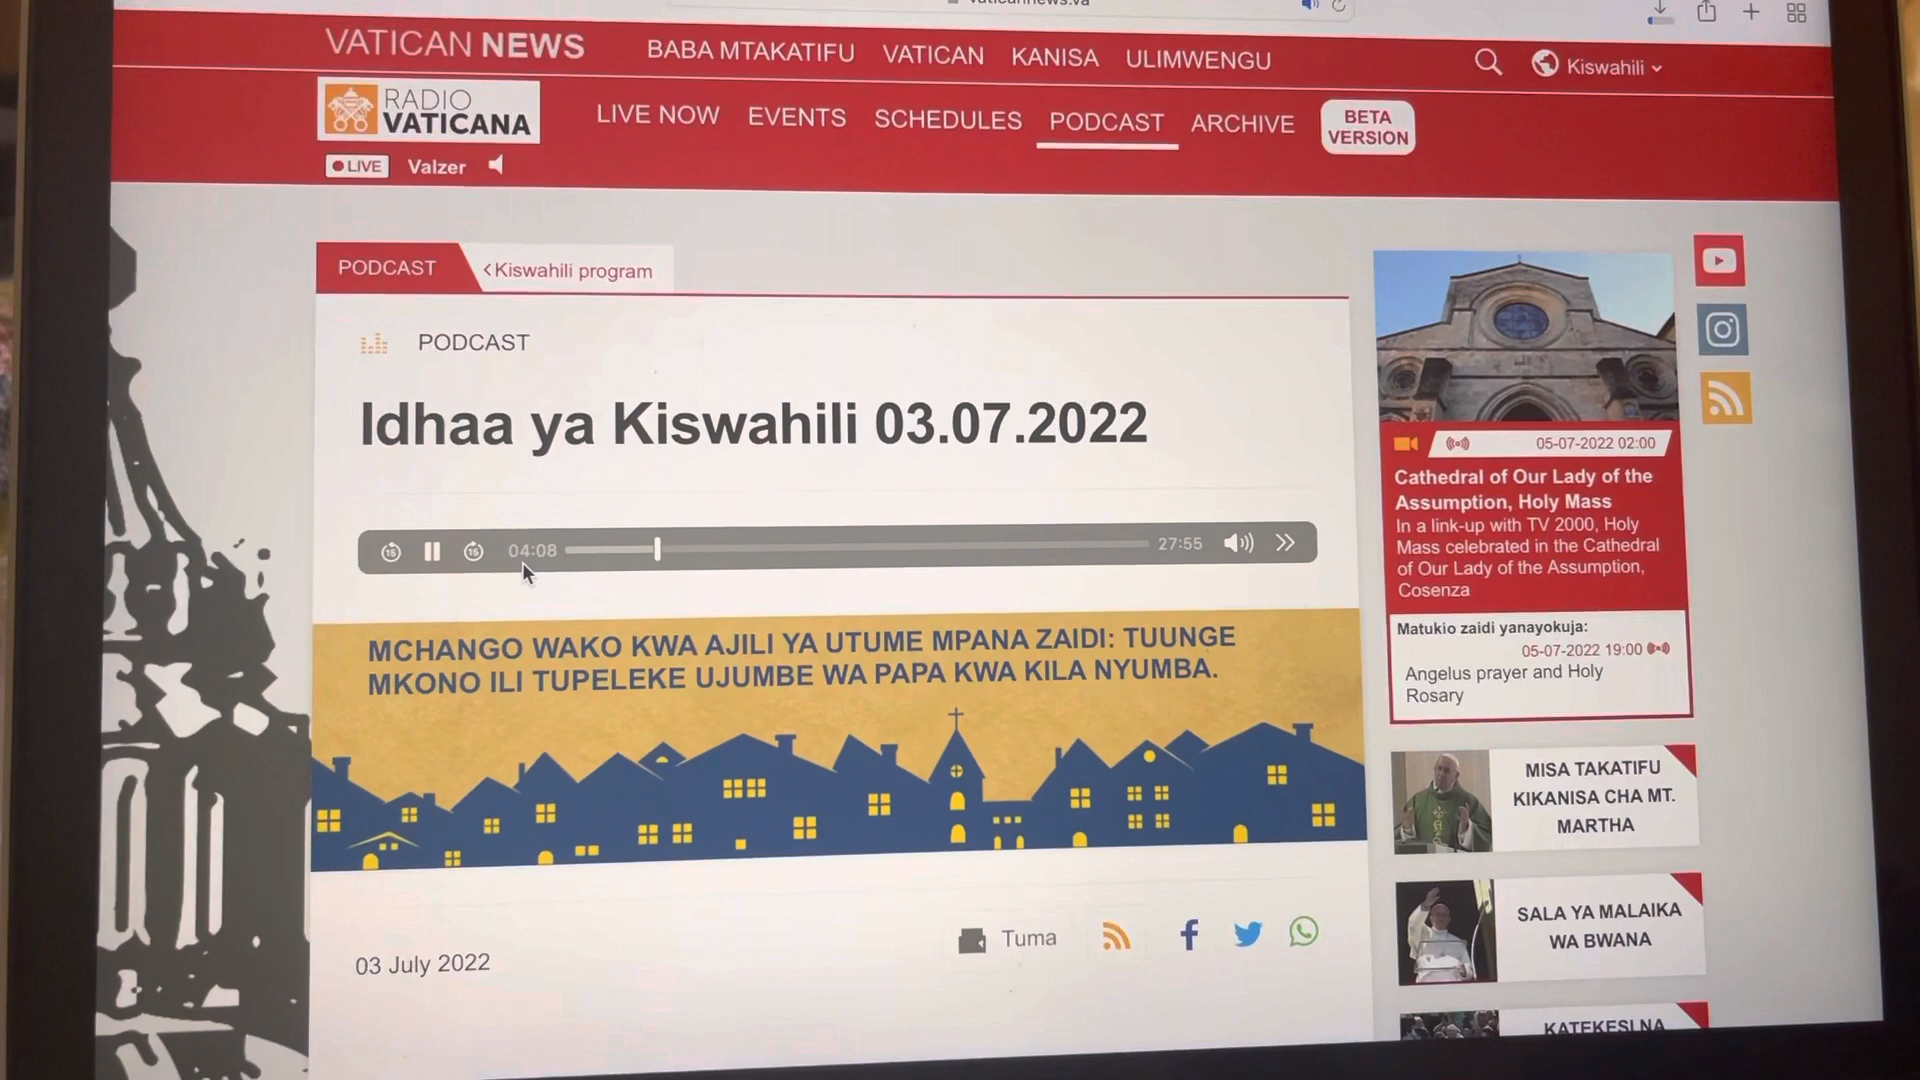 VATICAN NEWS
BABA MTAKATIFU VATICAN KANISA ULIMWENGU
Kiswahili
RADIO
VATICANA
LIVE NOW EVENTS SCHEDULES PODCAST ARCHIVE
BETA
VERSION
LIVE Valzer
PODCAST
<Kiswahili program
PODCAST
Idhaa ya Kiswahili 03.07.2022
15 15 04:08 27:55
MCHANGO WAKO KWA AJILI YA UTUME MPANA ZAIDI: TUUNGE
MKONO ILI TUPELEKE UJUMBE WA PAPA KWA KILA NYUMBA.
Tuma
03 July 2022
05-07-2022 02:00
Cathedral of Our Lady of the
Assumption, Holy Mass
In a link-up with TV 2000, Holy
Mass celebrated in the Cathedral
of Our Lady of the Assumption,
Cosenza
Matukio zaidi yanayokuja:
05-07-2022 19:00
Angelus prayer and Holy
Rosary
MISA TAKATIFU
KIKANISA CHA MT.
MARTHA
SALA YA MALAIKA
WA BWANA
KATEKESI NA